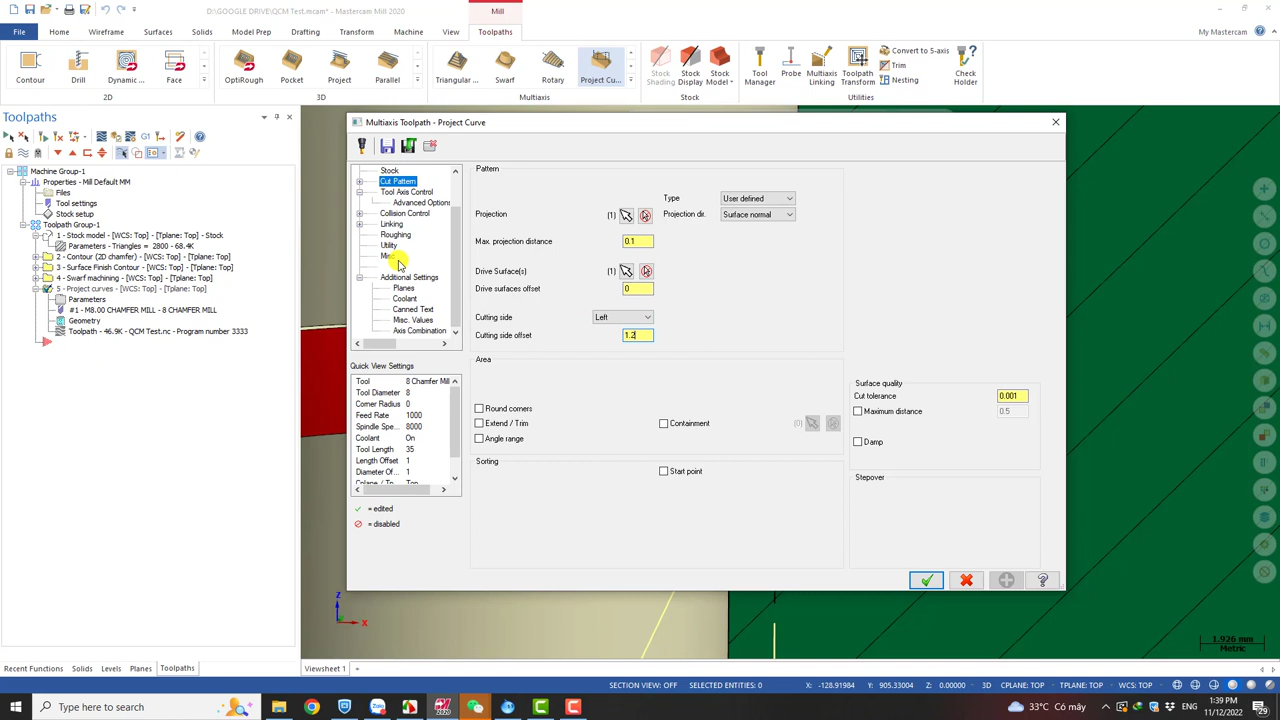 D:\GOOGLE DRIVE\QCM Test.mcam* - Mastercam Mill 2020
Mill
File
Home
Wireframe
Surfaces
Solids
Model Prep
Drafting
Transform
Machine
View
Toolpaths
My Mastercam
Contour
Drill
Dynamic ...
Face
OptiRough
Pocket
Project
Parallel
Triangular ...
Swarf
Rotary
Project Cu...
Stock Shading
Stock Display
Stock Model
Tool Manager
Probe
Multiaxis Linking
Toolpath Transform
Convert to 5-axis
Trim
Nesting
Check Holder
2D
3D
Multiaxis
Stock
Utilities
Toolpaths
G1
Machine Group-1
Properties - Mill Default MM
Files
Tool settings
Stock setup
Toolpath Group-1
1 - Stock model - [WCS: Top] - [Tplane: Top] - Stock
Parameters - Triangles = 2800 - 68.4K
2 - Contour (2D chamfer) - [WCS: Top] - [Tplane: Top]
3 - Surface Finish Contour - [WCS: Top] - [Tplane: Top]
4 - Swarf machining - [WCS: Top] - [Tplane: Top]
5 - Project curves - [WCS: Top] - [Tplane: Top]
Parameters
#1 - M8.00 CHAMFER MILL - 8 CHAMFER MILL
Geometry
Toolpath - 46.9K - QCM Test.nc - Program number 3333
Multiaxis Toolpath - Project Curve
Stock
Cut Pattern
Tool Axis Control
Advanced Options
Collision Control
Linking
Roughing
Utility
Misc
Additional Settings
Planes
Coolant
Canned Text
Misc. Values
Axis Combination
Quick View Settings
Tool 8 Chamfer Mill
Tool Diameter 8
Corner Radius 0
Feed Rate 1000
Spindle Spe... 8000
Coolant On
Tool Length 35
Length Offset 1
Diameter Of... 1
Cplane / Tp... Top
= edited
= disabled
Pattern
Type User defined
Projection (1)
Projection dir. Surface normal
Max. projection distance 0.1
Drive Surface(s) (1)
Drive surfaces offset 0
Cutting side Left
Cutting side offset 1.2
Area
Round corners
Extend / Trim
Containment (0)
Angle range
Sorting
Start point
Surface quality
Cut tolerance 0.001
Maximum distance 0.5
Damp
Stepover
Z
X
1.926 mm
Metric
Recent Functions
Solids
Levels
Planes
Toolpaths
Viewsheet 1
SECTION VIEW: OFF
SELECTED ENTITIES: 0
X: -128.91984
Y: 905.33004
Z: 0.00000
3D
CPLANE: TOP
TPLANE: TOP
WCS: TOP
Type here to search
33°C Có mây
1:39 PM
11/12/2022